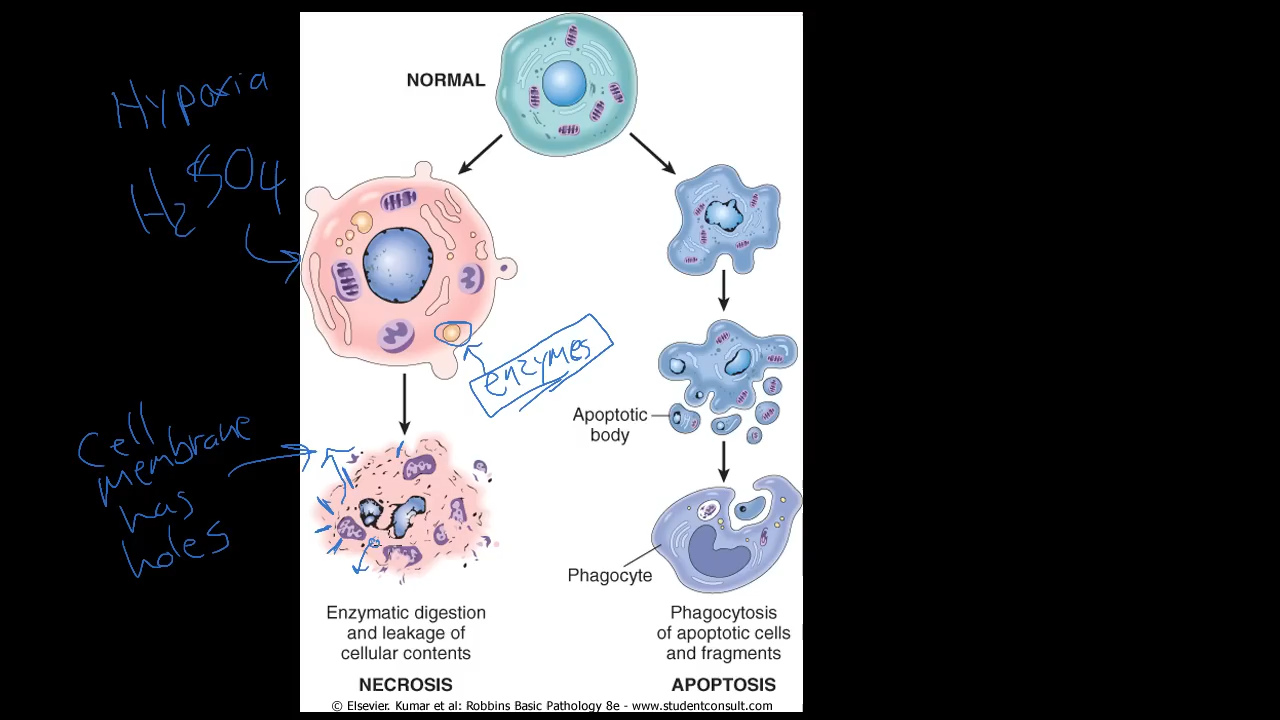 NORMAL
Hypoxia
H2SO4
enzymes
Apoptotic
body
Cell
membrane
has
holes
Phagocyte
Enzymatic digestion
and leakage of
cellular contents
NECROSIS
Phagocytosis
of apoptotic cells
and fragments
APOPTOSIS
© Elsevier. Kumar et al: Robbins Basic Pathology 8e - www.studentconsult.com